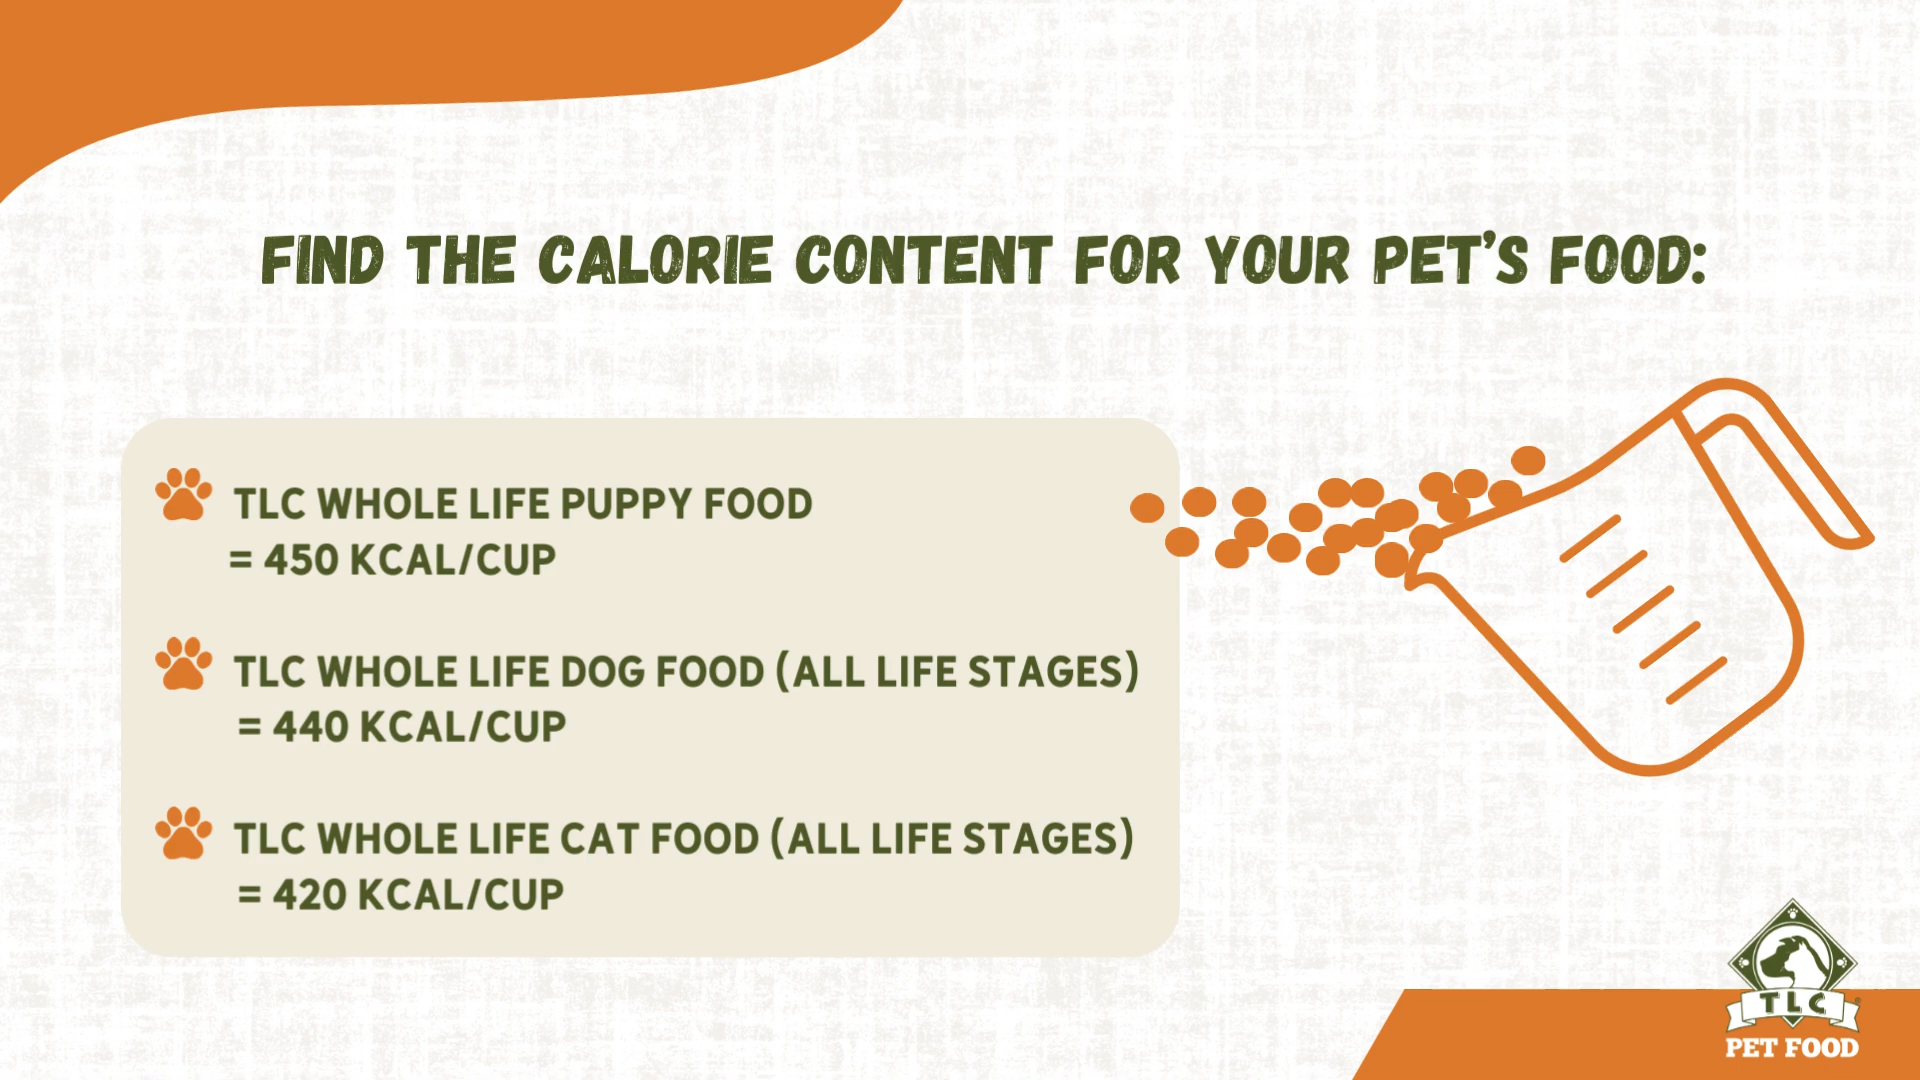 FIND THE CALORIE CONTENT FOR YOUR PET'S FOOD:
TLC WHOLE LIFE PUPPY FOOD
= 450 KCAL/CUP
TLC WHOLE LIFE DOG FOOD (ALL LIFE STAGES)
= 440 KCAL/CUP
TLC WHOLE LIFE CAT FOOD (ALL LIFE STAGES)
= 420 KCAL/CUP
TLC®
PET FOOD